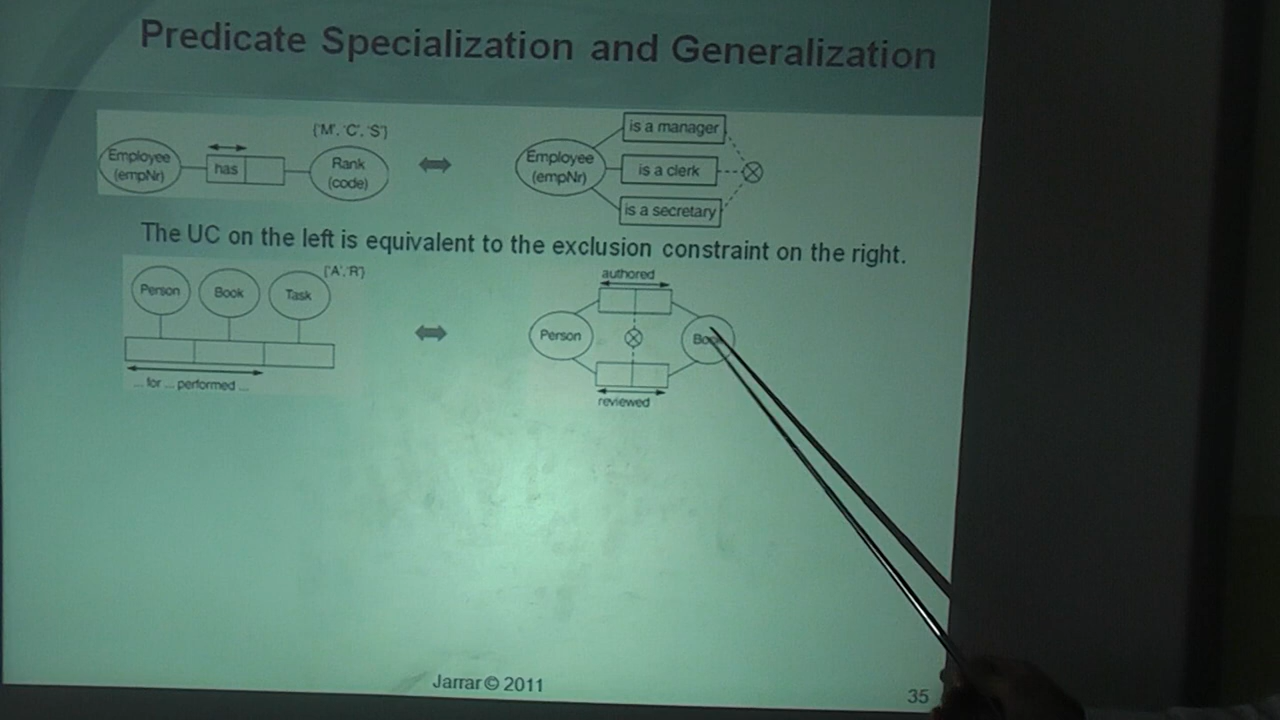 Predicate Specialization and Generalization
{'M', 'C', 'S'}
Employee
(empNr)
has
Rank
(code)
Employee
(empNr)
is a manager
is a clerk
is a secretary
The UC on the left is equivalent to the exclusion constraint on the right.
Person
Book
Task
{'A','R'}
... for ... performed ...
authored
Person
Book
reviewed
Jarrar © 2011
35